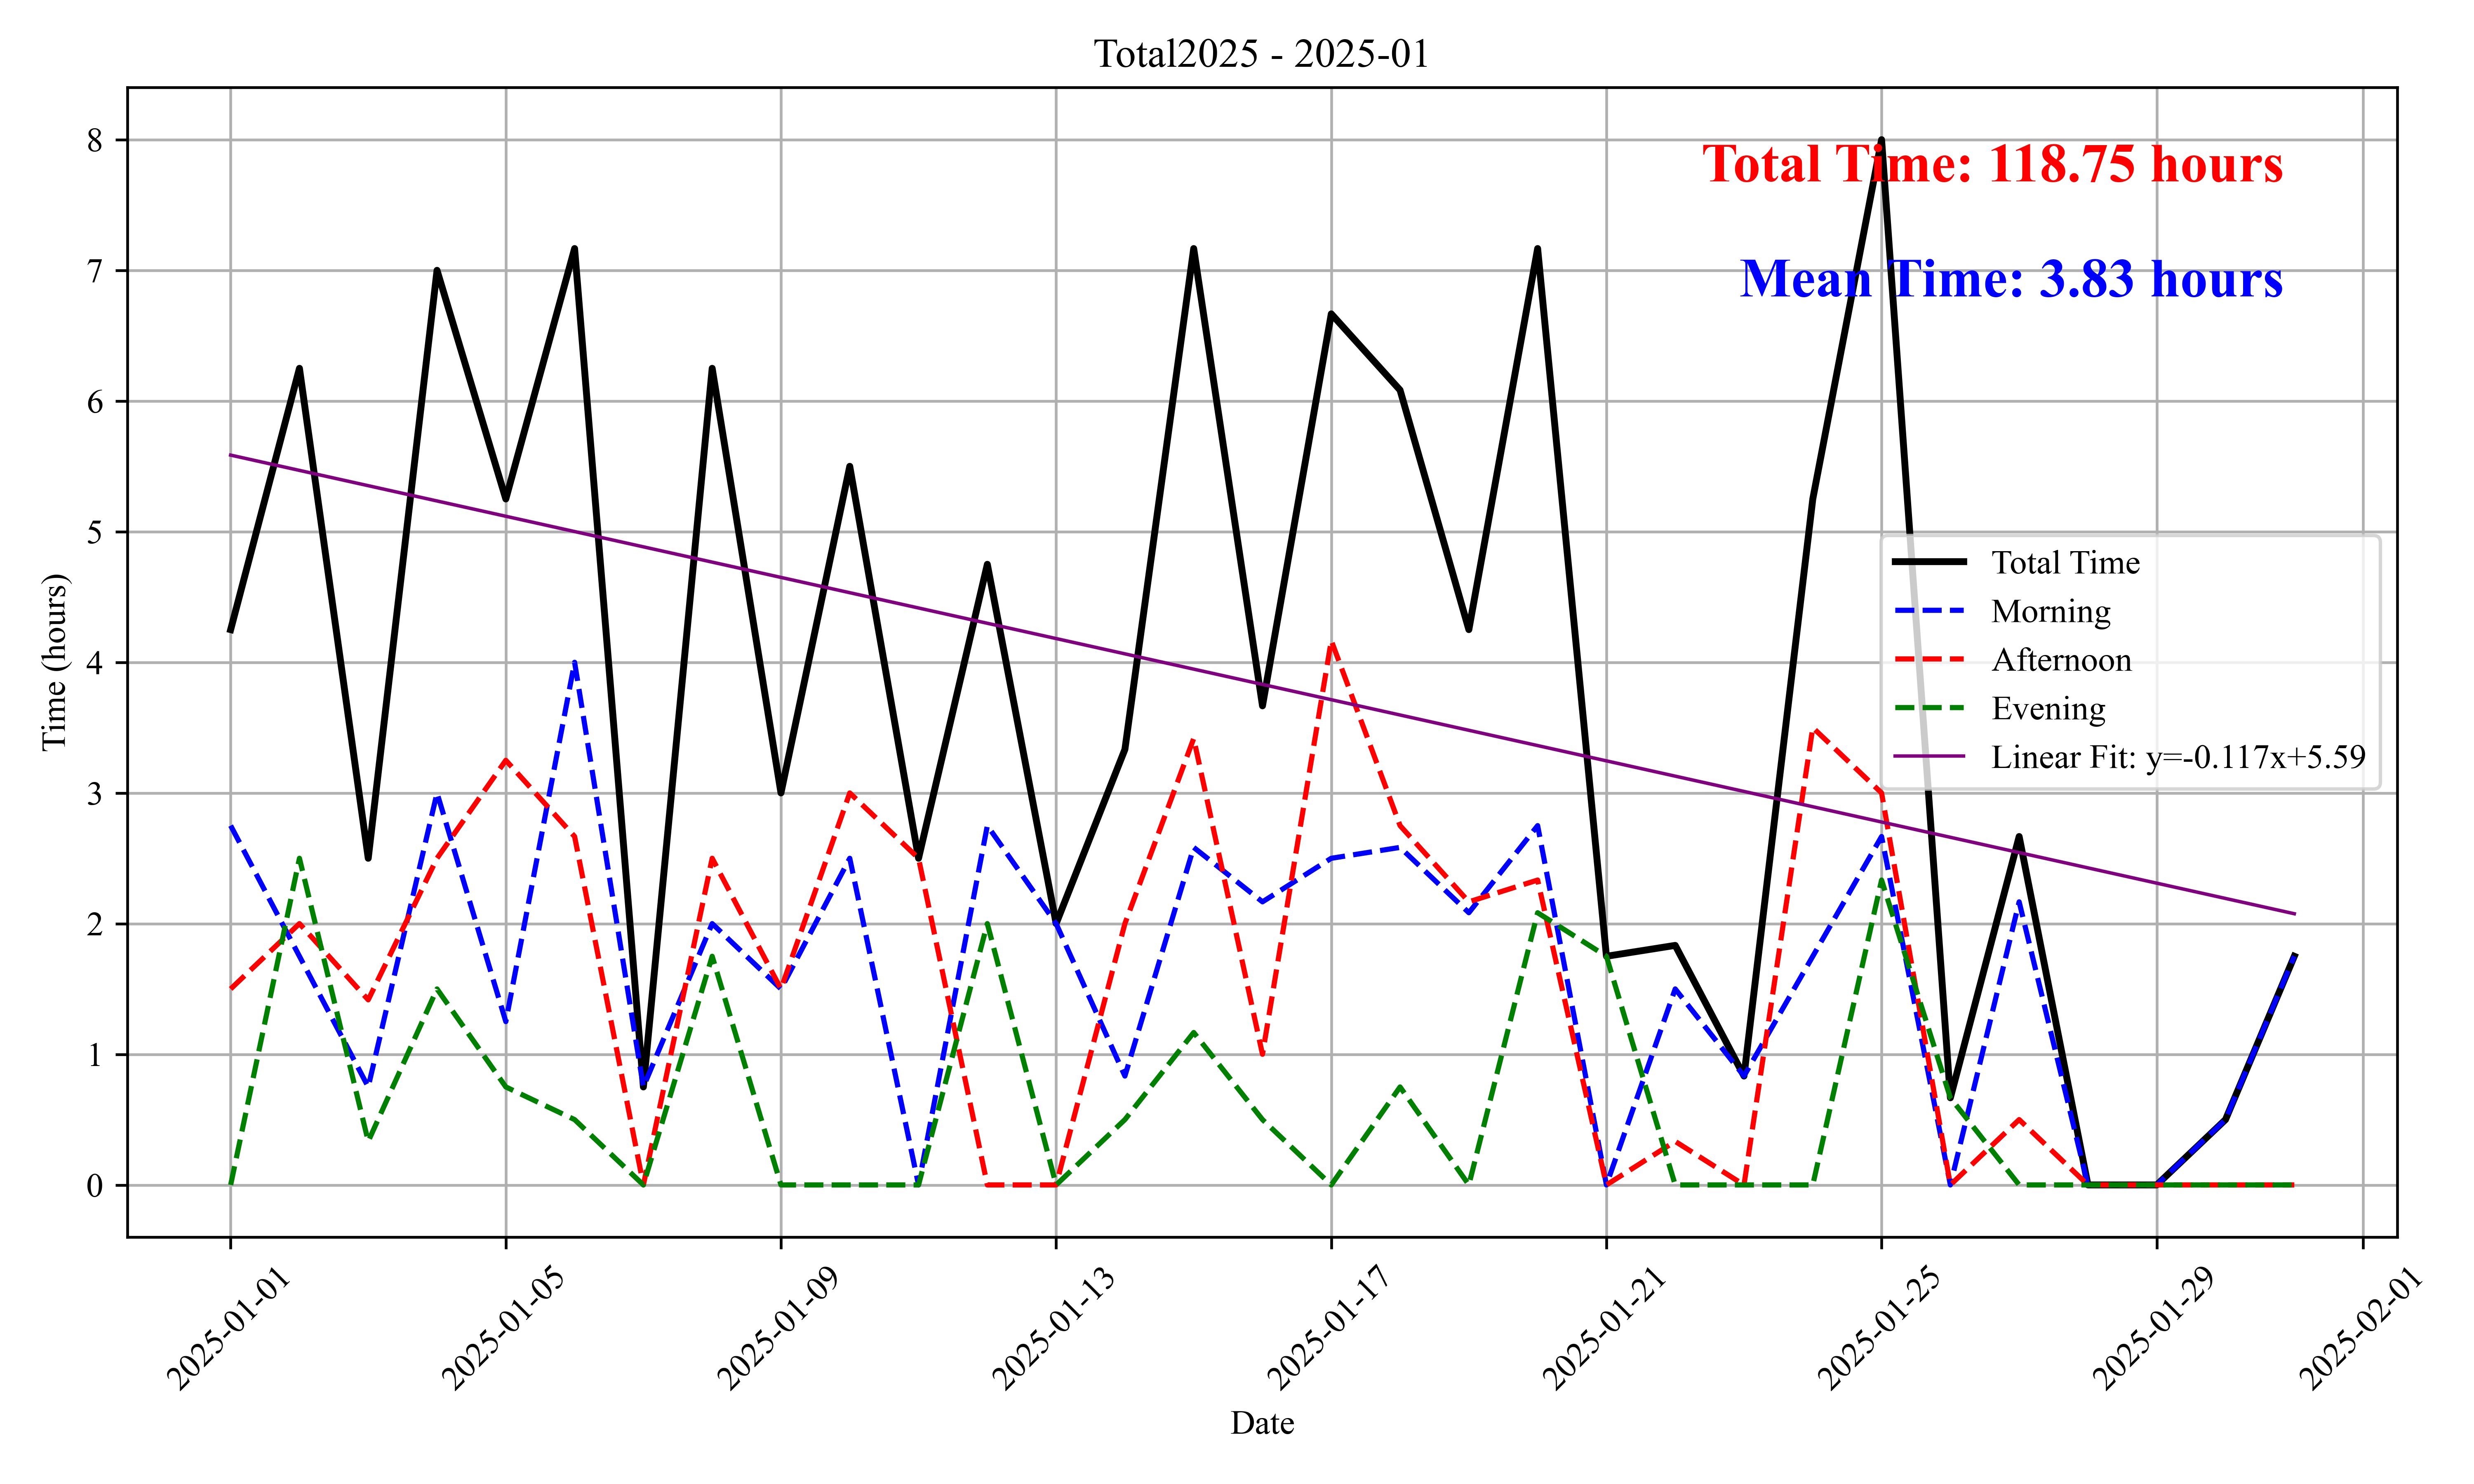 Total2025 - 2025-01
Total Time: 118.75 hours
Mean Time: 3.83 hours
Time (hours)
8
7
6
5
4
3
2
1
0
Total Time
Morning
Afternoon
Evening
Linear Fit: y=-0.117x+5.59
2025-01-01
2025-01-05
2025-01-09
2025-01-13
2025-01-17
2025-01-21
2025-01-25
2025-01-29
2025-02-01
Date